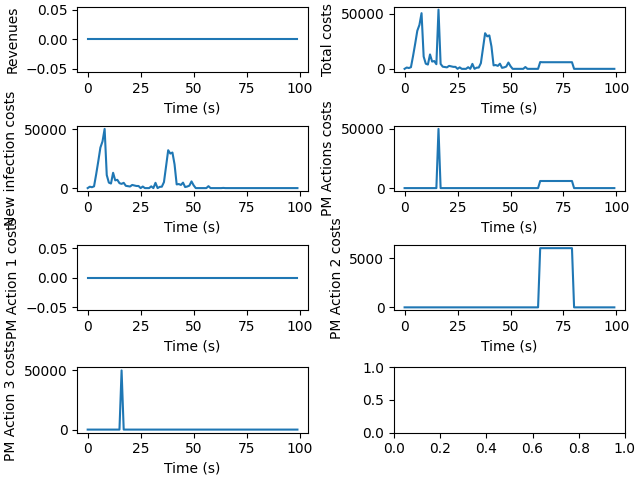 Revenues
0.05
0.00
−0.05
0 25 50 75 100
Time (s)
Total costs
50000
0
0 25 50 75 100
Time (s)
New infection costs
50000
0
0 25 50 75 100
Time (s)
PM Actions costs
50000
0
0 25 50 75 100
Time (s)
PM Action 1 costs
0.05
0.00
−0.05
0 25 50 75 100
Time (s)
PM Action 2 costs
5000
0
0 25 50 75 100
Time (s)
PM Action 3 costs
50000
0
0 25 50 75 100
Time (s)
1.0
0.5
0.0
0.0 0.2 0.4 0.6 0.8 1.0